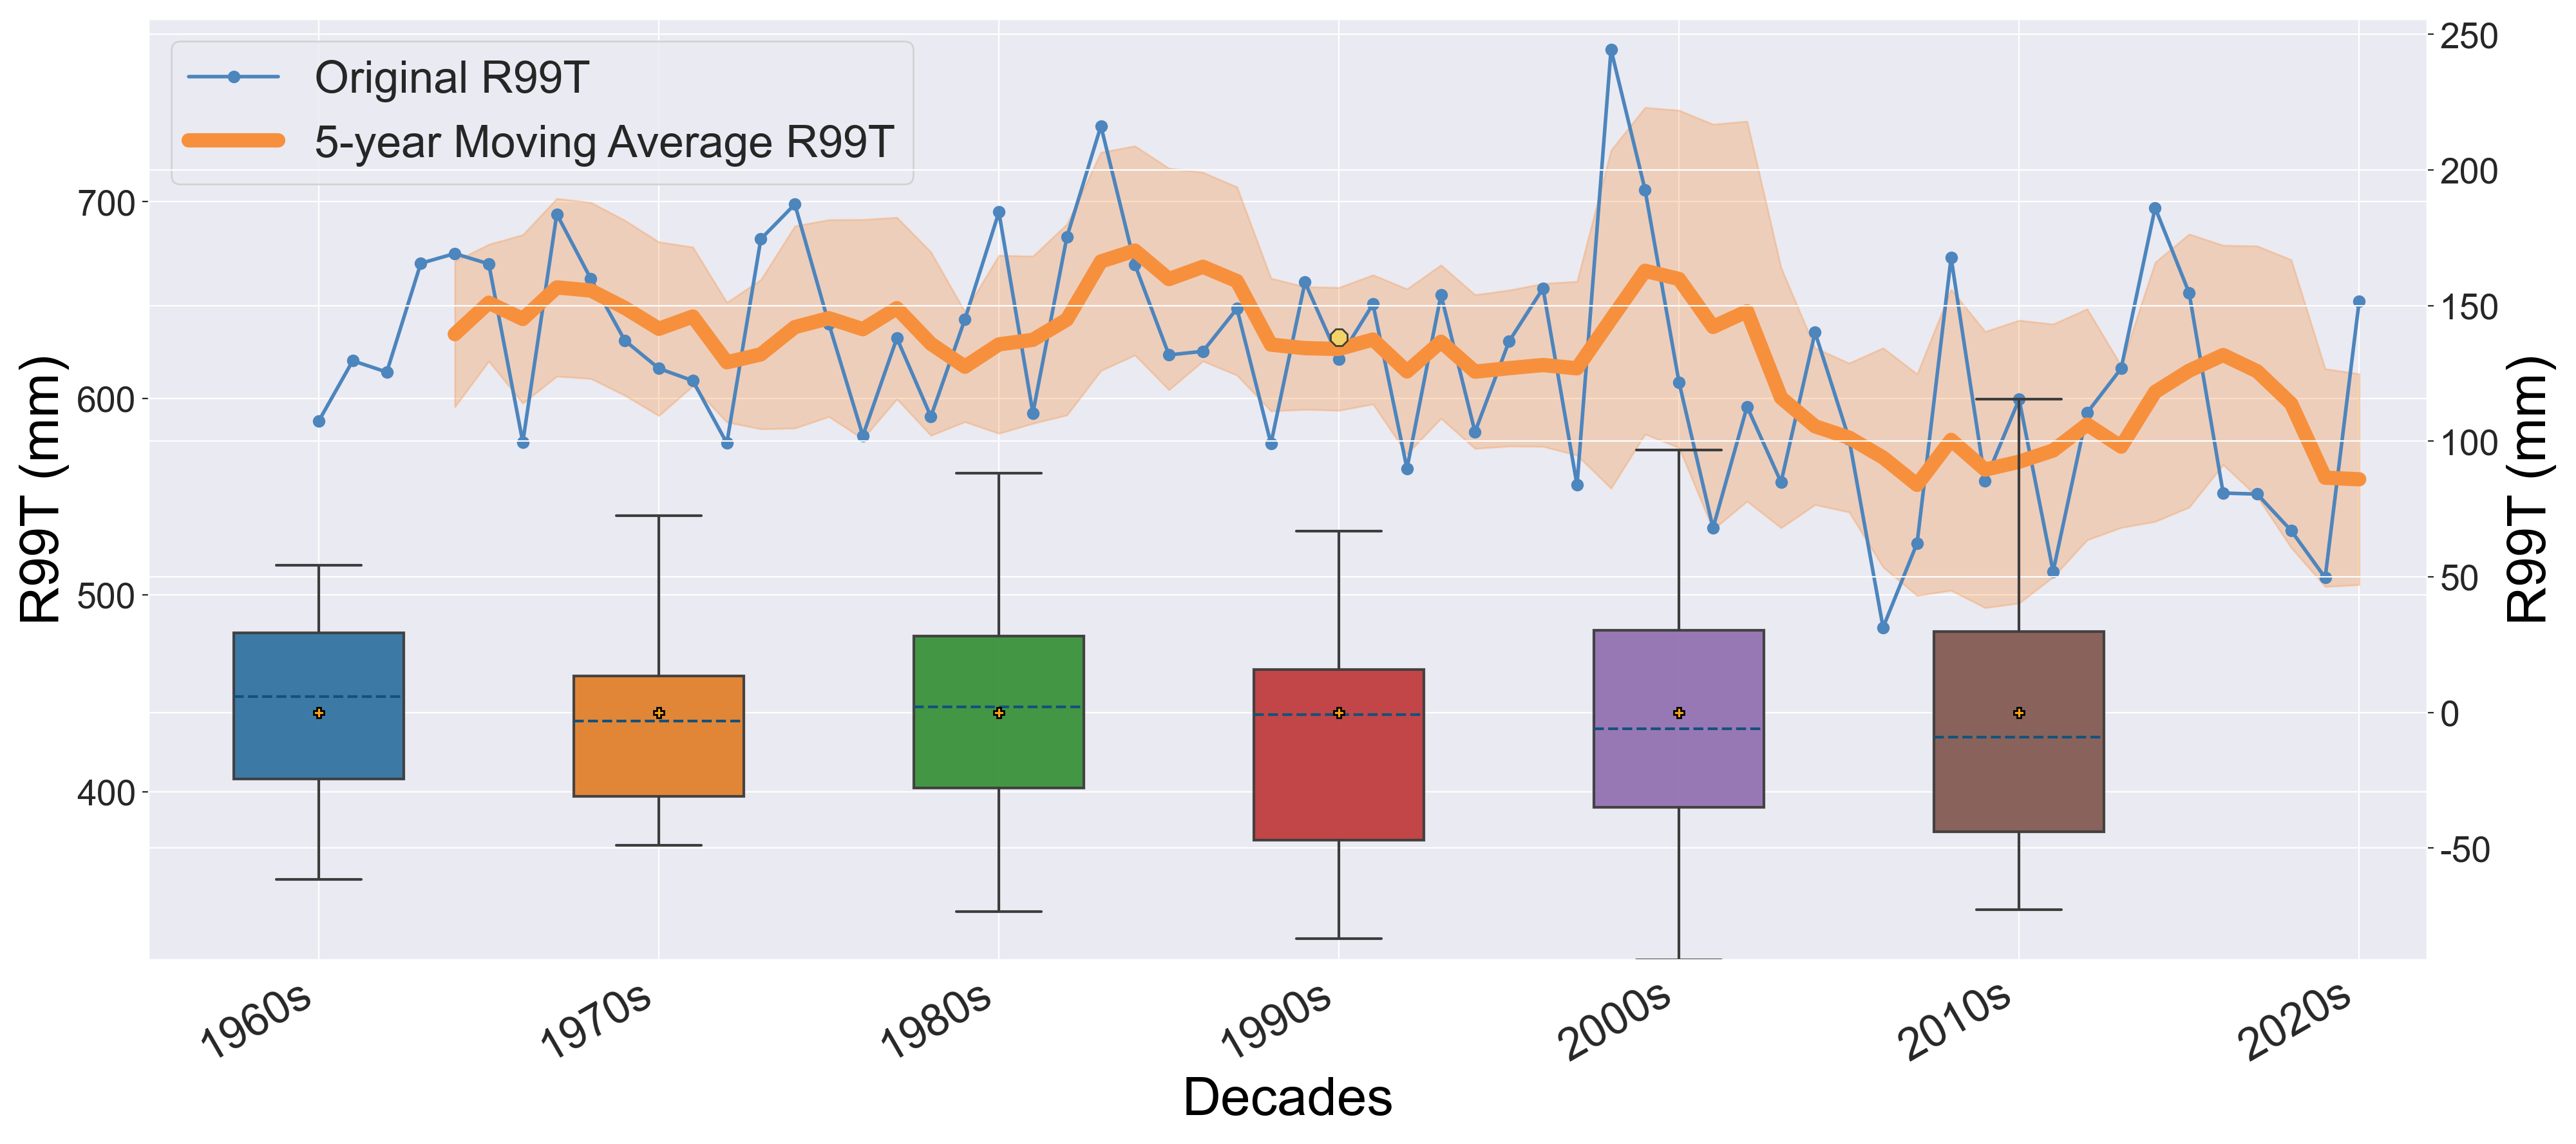 Original R99T
5-year Moving Average R99T
R99T (mm)
700
600
500
400
250
200
150
100
50
0
-50
R99T (mm)
1960s
1970s
1980s
1990s
2000s
2010s
2020s
Decades